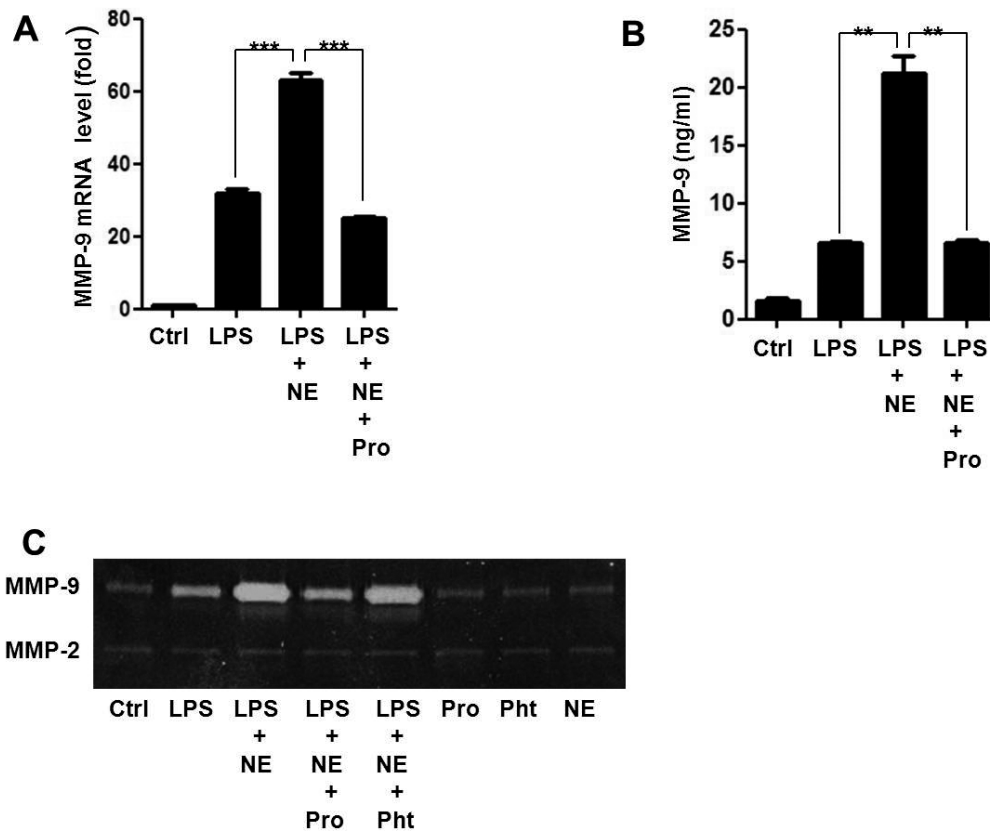 A
MMP-9 mRNA level (fold)
80
60
40
20
0
***
***
Ctrl
LPS
LPS
+
NE
LPS
+
NE
+
Pro
B
MMP-9 (ng/ml)
25
20
15
10
5
0
**
**
Ctrl
LPS
LPS
+
NE
LPS
+
NE
+
Pro
C
MMP-9
MMP-2
Ctrl
LPS
LPS
+
NE
LPS
+
NE
+
Pro
LPS
+
NE
+
Pht
Pro
Pht
NE